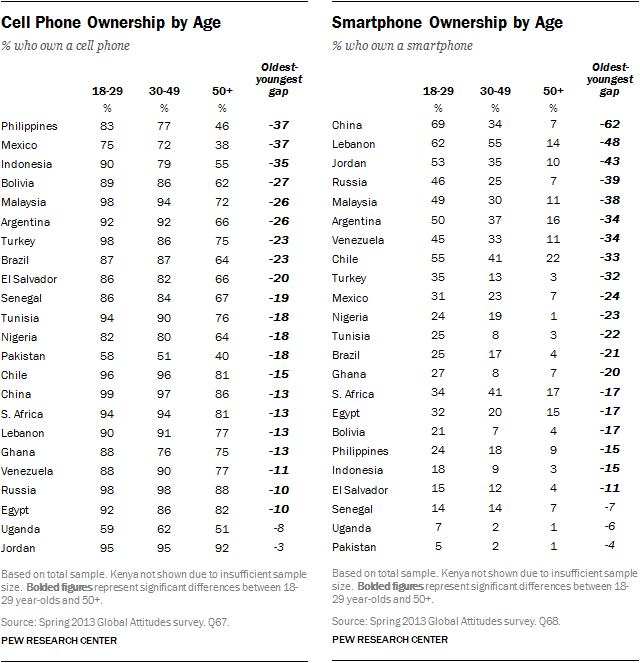 Cell Phone Ownership by Age
% who own a cell phone
18-29 30-49 50+ Oldest-youngest gap
% % %
Philippines 83 77 46 -37
Mexico 75 72 38 -37
Indonesia 90 79 55 -35
Bolivia 89 86 62 -27
Malaysia 98 94 72 -26
Argentina 92 92 66 -26
Turkey 98 86 75 -23
Brazil 87 87 64 -23
El Salvador 86 82 66 -20
Senegal 86 84 67 -19
Tunisia 94 90 76 -18
Nigeria 82 80 64 -18
Pakistan 58 51 40 -18
Chile 96 96 81 -15
China 99 97 86 -13
S. Africa 94 94 81 -13
Lebanon 90 91 77 -13
Ghana 88 76 75 -13
Venezuela 88 90 77 -11
Russia 98 98 88 -10
Egypt 92 86 82 -10
Uganda 59 62 51 -8
Jordan 95 95 92 -3
Based on total sample. Kenya not shown due to insufficient sample
size. Bolded figures represent significant differences between 18-
29 year-olds and 50+.
Source: Spring 2013 Global Attitudes survey. Q67.
PEW RESEARCH CENTER
Smartphone Ownership by Age
% who own a smartphone
18-29 30-49 50+ Oldest-youngest gap
% % %
China 69 34 7 -62
Lebanon 62 55 14 -48
Jordan 53 35 10 -43
Russia 46 25 7 -39
Malaysia 49 30 11 -38
Argentina 50 37 16 -34
Venezuela 45 33 11 -34
Chile 55 41 22 -33
Turkey 35 13 3 -32
Mexico 31 23 7 -24
Nigeria 24 19 1 -23
Tunisia 25 8 3 -22
Brazil 25 17 4 -21
Ghana 27 8 7 -20
S. Africa 34 41 17 -17
Egypt 32 20 15 -17
Bolivia 21 7 4 -17
Philippines 24 18 9 -15
Indonesia 18 9 3 -15
El Salvador 15 12 4 -11
Senegal 14 14 7 -7
Uganda 7 2 1 -6
Pakistan 5 2 1 -4
Based on total sample. Kenya not shown due to insufficient sample
size. Bolded figures represent significant differences between 18-
29 year-olds and 50+.
Source: Spring 2013 Global Attitudes survey. Q68.
PEW RESEARCH CENTER